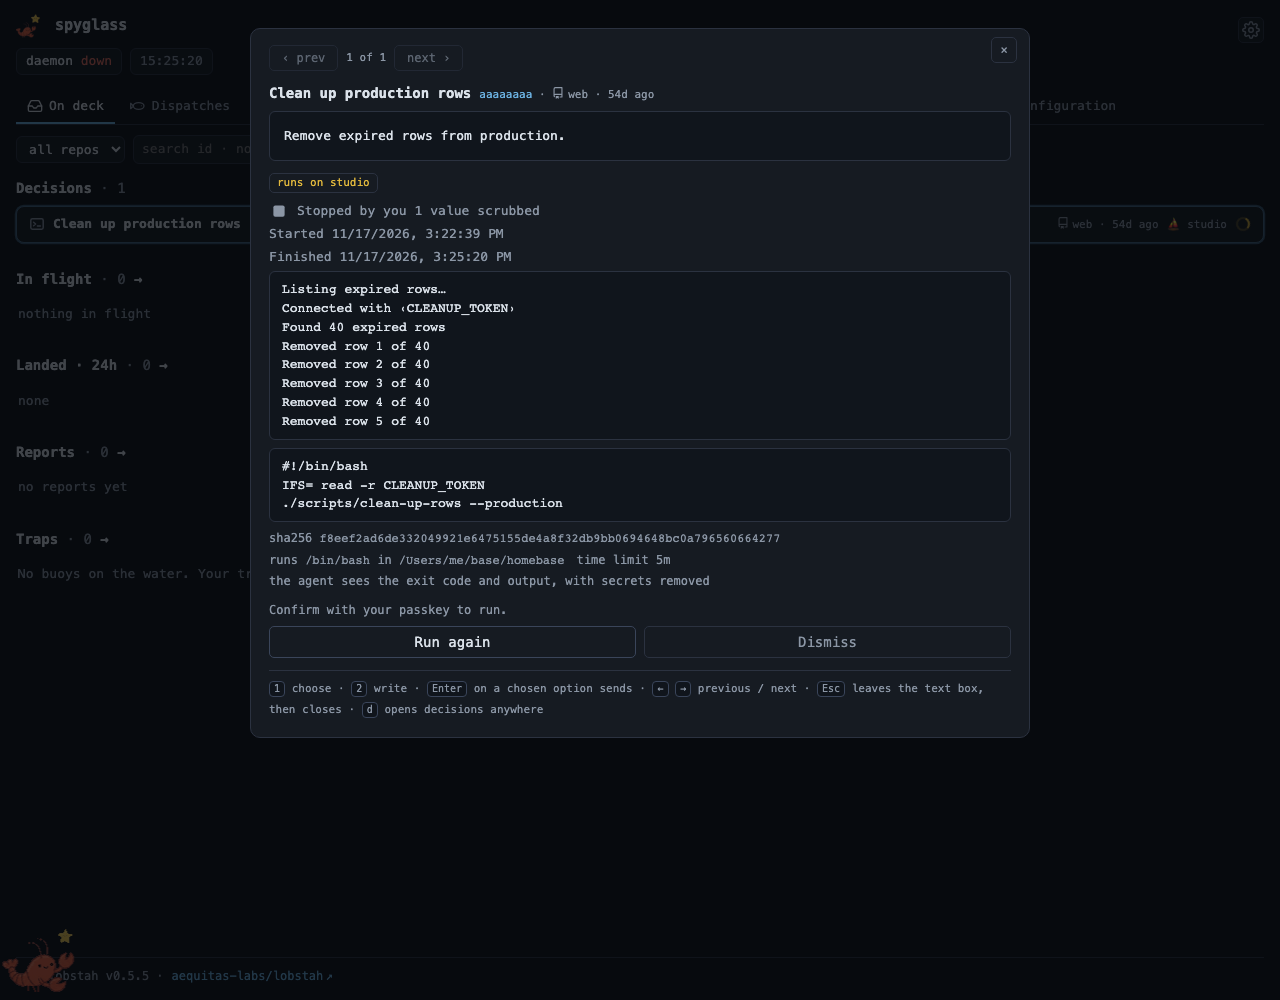 spyglass
daemon down
15:25:20
On deck
Dispatches
nfiguration
all repos
search id · no
Decisions · 1
Clean up production rows
web · 54d ago
studio
In flight · 0 →
nothing in flight
Landed · 24h · 0 →
none
Reports · 0 →
no reports yet
Traps · 0 →
No buoys on the water. Your tr
‹ prev
1 of 1
next ›
×
Clean up production rows aaaaaaaa · web · 54d ago
Remove expired rows from production.
runs on studio
Stopped by you 1 value scrubbed
Started 11/17/2026, 3:22:39 PM
Finished 11/17/2026, 3:25:20 PM
Listing expired rows…
Connected with ‹CLEANUP_TOKEN›
Found 40 expired rows
Removed row 1 of 40
Removed row 2 of 40
Removed row 3 of 40
Removed row 4 of 40
Removed row 5 of 40
#!/bin/bash
IFS= read -r CLEANUP_TOKEN
./scripts/clean-up-rows --production
sha256 f8eef2ad6de332049921e6475155de4a8f32db9bb0694648bc0a796560664277
runs /bin/bash in /Users/me/base/homebase time limit 5m
the agent sees the exit code and output, with secrets removed
Confirm with your passkey to run.
Run again
Dismiss
1 choose · 2 write · Enter on a chosen option sends · ← → previous / next · Esc leaves the text box,
then closes · d opens decisions anywhere
obstah v0.5.5 · aequitas-labs/lobstah ↗